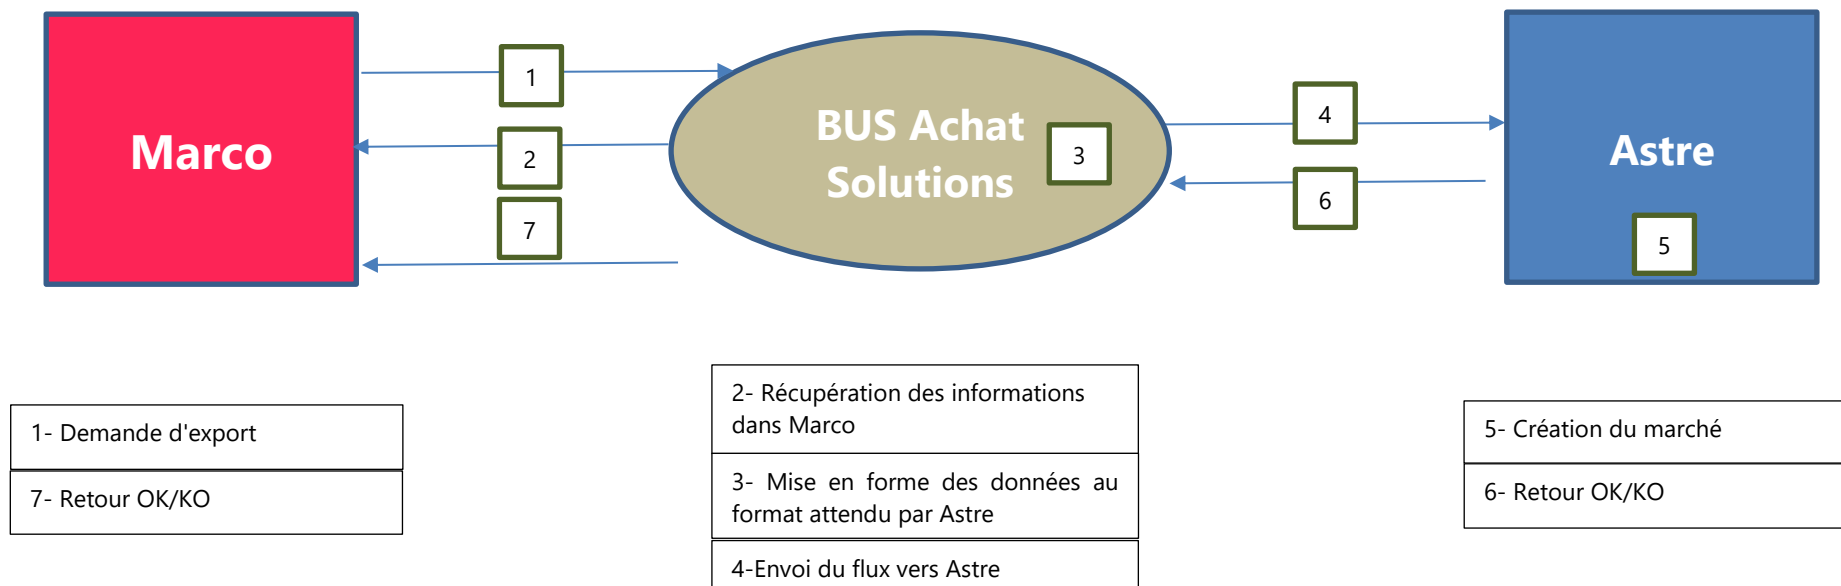 Marco
1
2
7
BUS Achat
Solutions
3
4
6
Astre
5
1- Demande d'export
7- Retour OK/KO
2- Récupération des informations
dans Marco
3- Mise en forme des données au
format attendu par Astre
4-Envoi du flux vers Astre
5- Création du marché
6- Retour OK/KO